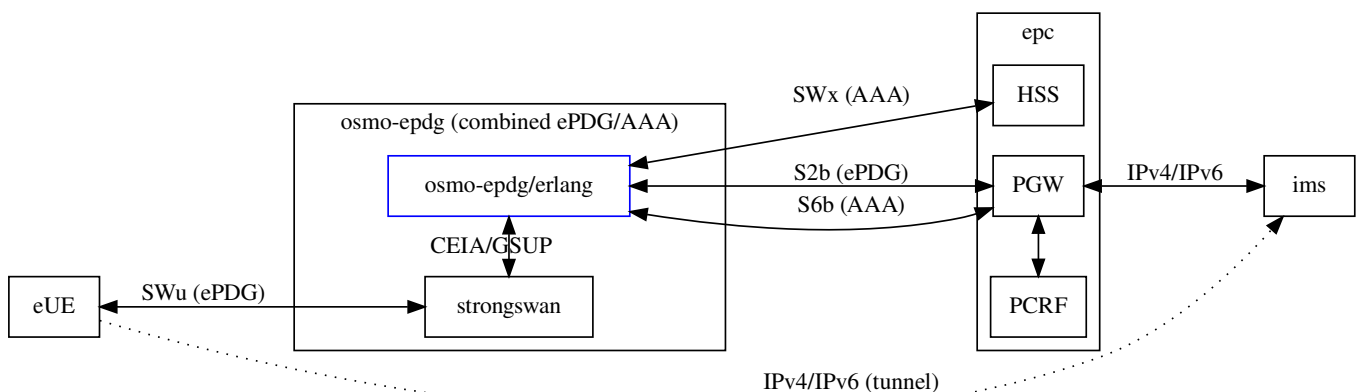 epc
SWx (AAA)
HSS
osmo-epdg (combined ePDG/AAA)
osmo-epdg/erlang
S2b (ePDG)
PGW
IPv4/IPv6
ims
S6b (AAA)
CEIA/GSUP
eUE
SWu (ePDG)
strongswan
PCRF
IPv4/IPv6 (tunnel)